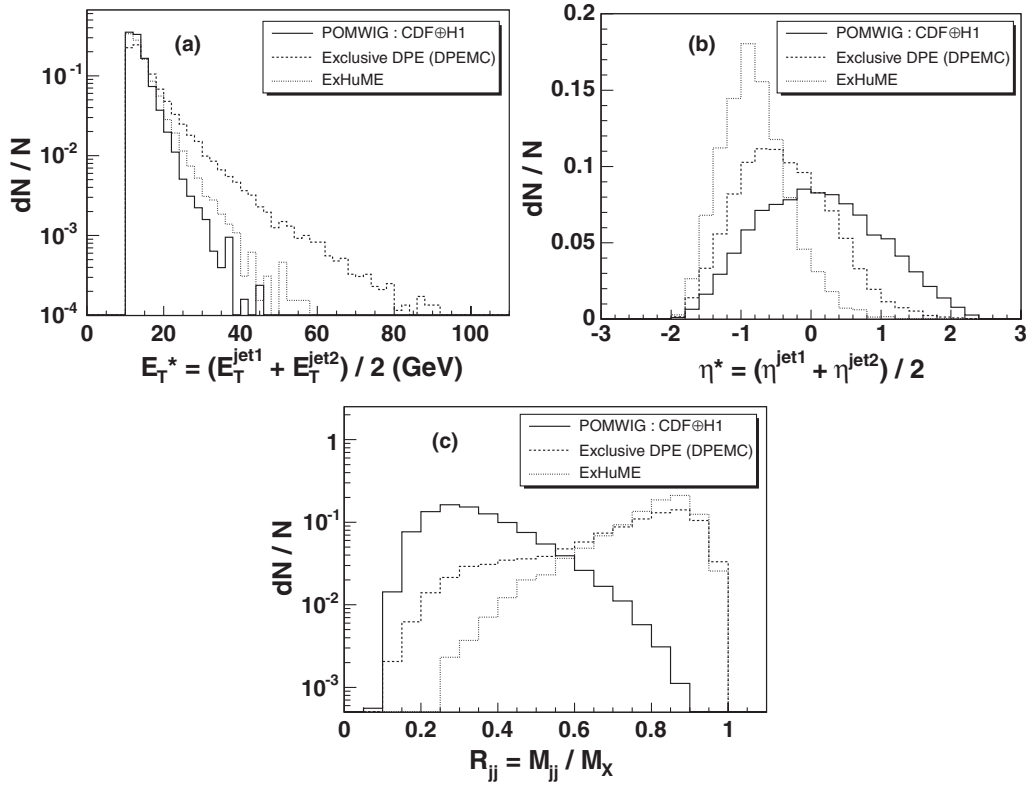 (a)
POMWIG : CDF⊕H1
Exclusive DPE (DPEMC)
ExHuME
dN / N
10⁻¹
10⁻²
10⁻³
10⁻⁴
0 20 40 60 80 100
E_T* = (E_T^jet1 + E_T^jet2) / 2 (GeV)
(b)
POMWIG : CDF⊕H1
Exclusive DPE (DPEMC)
ExHuME
dN / N
0.2
0.15
0.1
0.05
0
-3 -2 -1 0 1 2 3
η* = (η^jet1 + η^jet2) / 2
(c)
POMWIG : CDF⊕H1
Exclusive DPE (DPEMC)
ExHuME
dN / N
1
10⁻¹
10⁻²
10⁻³
0 0.2 0.4 0.6 0.8 1
R_jj = M_jj / M_X